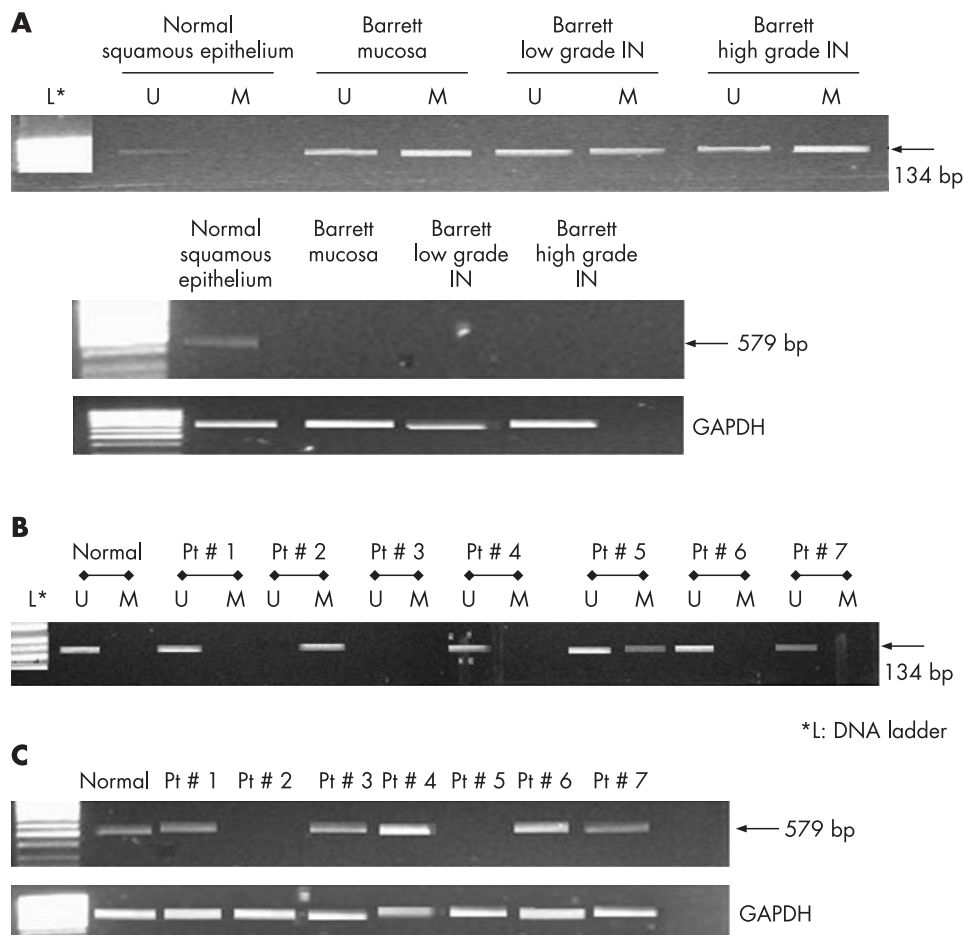 A
Normal squamous epithelium
Barrett mucosa
Barrett low grade IN
Barrett high grade IN
L* U M U M U M U M
134 bp
Normal squamous epithelium
Barrett mucosa
Barrett low grade IN
Barrett high grade IN
579 bp
GAPDH
B
Normal Pt # 1 Pt # 2 Pt # 3 Pt # 4 Pt # 5 Pt # 6 Pt # 7
L* U M U M U M U M U M U M U M U M
134 bp
*L: DNA ladder
C
Normal Pt # 1 Pt # 2 Pt # 3 Pt # 4 Pt # 5 Pt # 6 Pt # 7
579 bp
GAPDH